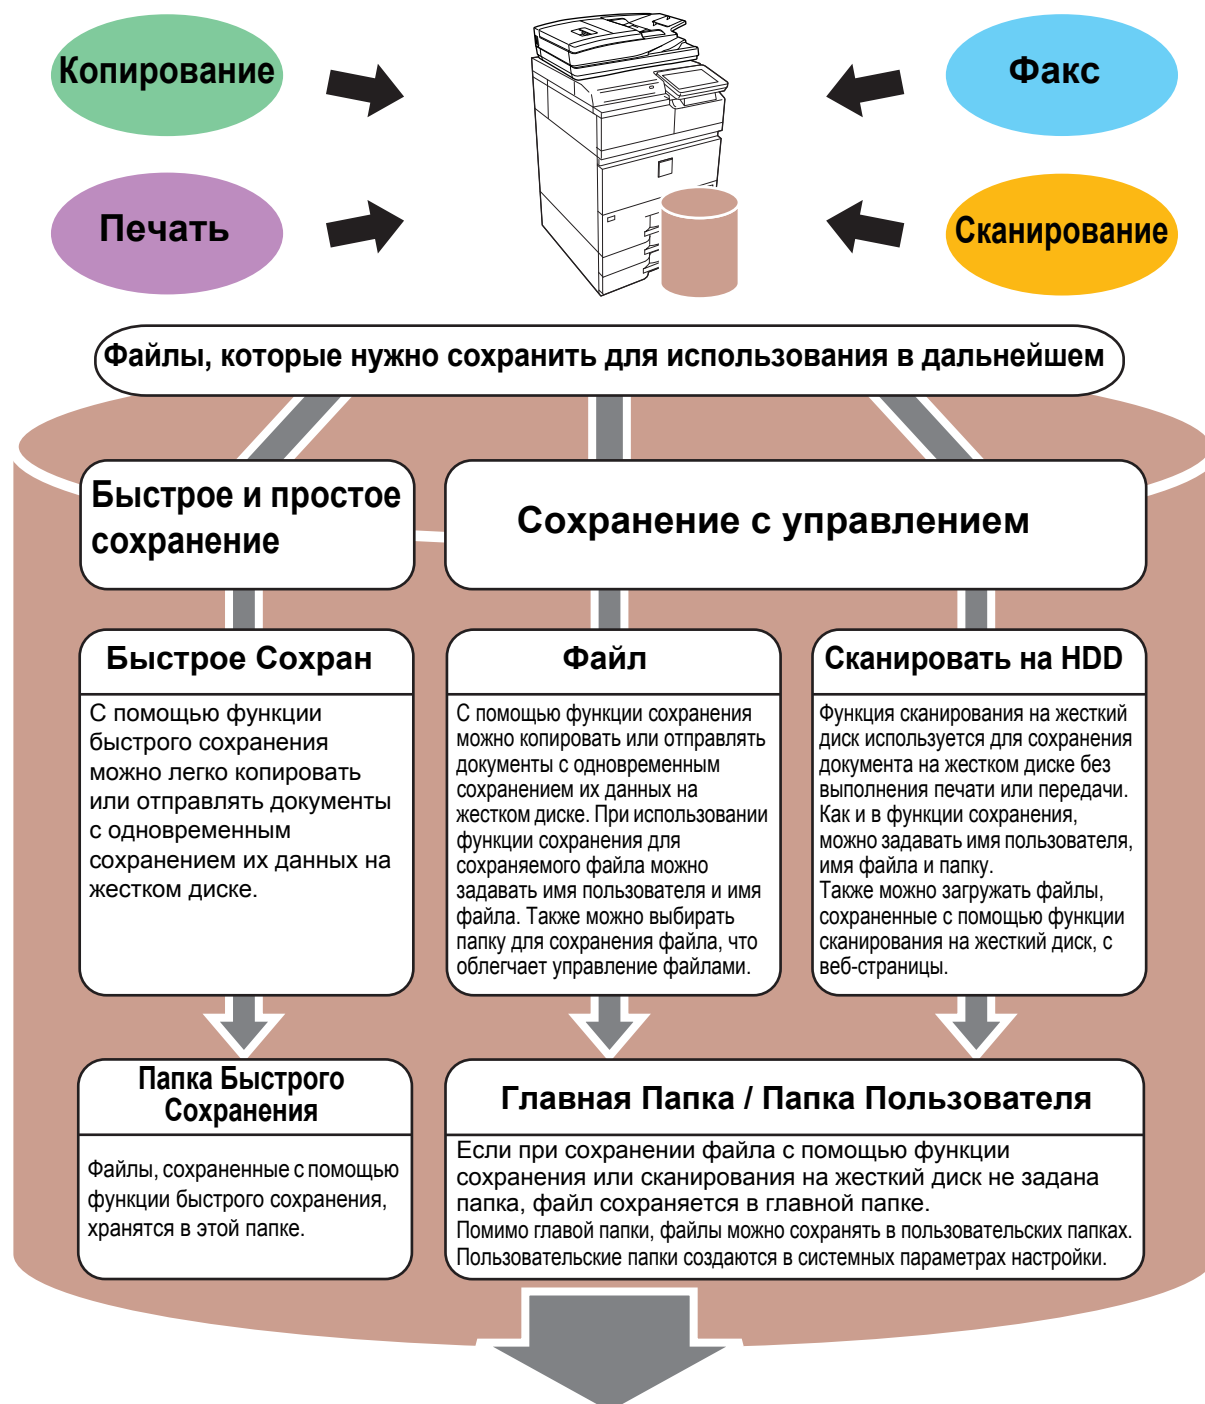 Копирование
Факс
Печать
Сканирование
Файлы, которые нужно сохранить для использования в дальнейшем
Быстрое и простое
сохранение
Сохранение с управлением
Быстрое Сохран
С помощью функции
быстрого сохранения
можно легко копировать
или отправлять документы
с одновременным
сохранением их данных на
жестком диске.
Файл
С помощью функции сохранения
можно копировать или отправлять
документы с одновременным
сохранением их данных на
жестком диске. При использовании
функции сохранения для
сохраняемого файла можно
задавать имя пользователя и имя
файла. Также можно выбирать
папку для сохранения файла, что
облегчает управление файлами.
Сканировать на HDD
Функция сканирования на жесткий
диск используется для сохранения
документа на жестком диске без
выполнения печати или передачи.
Как и в функции сохранения,
можно задавать имя пользователя,
имя файла и папку.
Также можно загружать файлы,
сохраненные с помощью функции
сканирования на жесткий диск, с
веб-страницы.
Папка Быстрого
Сохранения
Файлы, сохраненные с помощью
функции быстрого сохранения,
хранятся в этой папке.
Главная Папка / Папка Пользователя
Если при сохранении файла с помощью функции
сохранения или сканирования на жесткий диск не задана
папка, файл сохраняется в главной папке.
Помимо главой папки, файлы можно сохранять в пользовательских папках.
Пользовательские папки создаются в системных параметрах настройки.